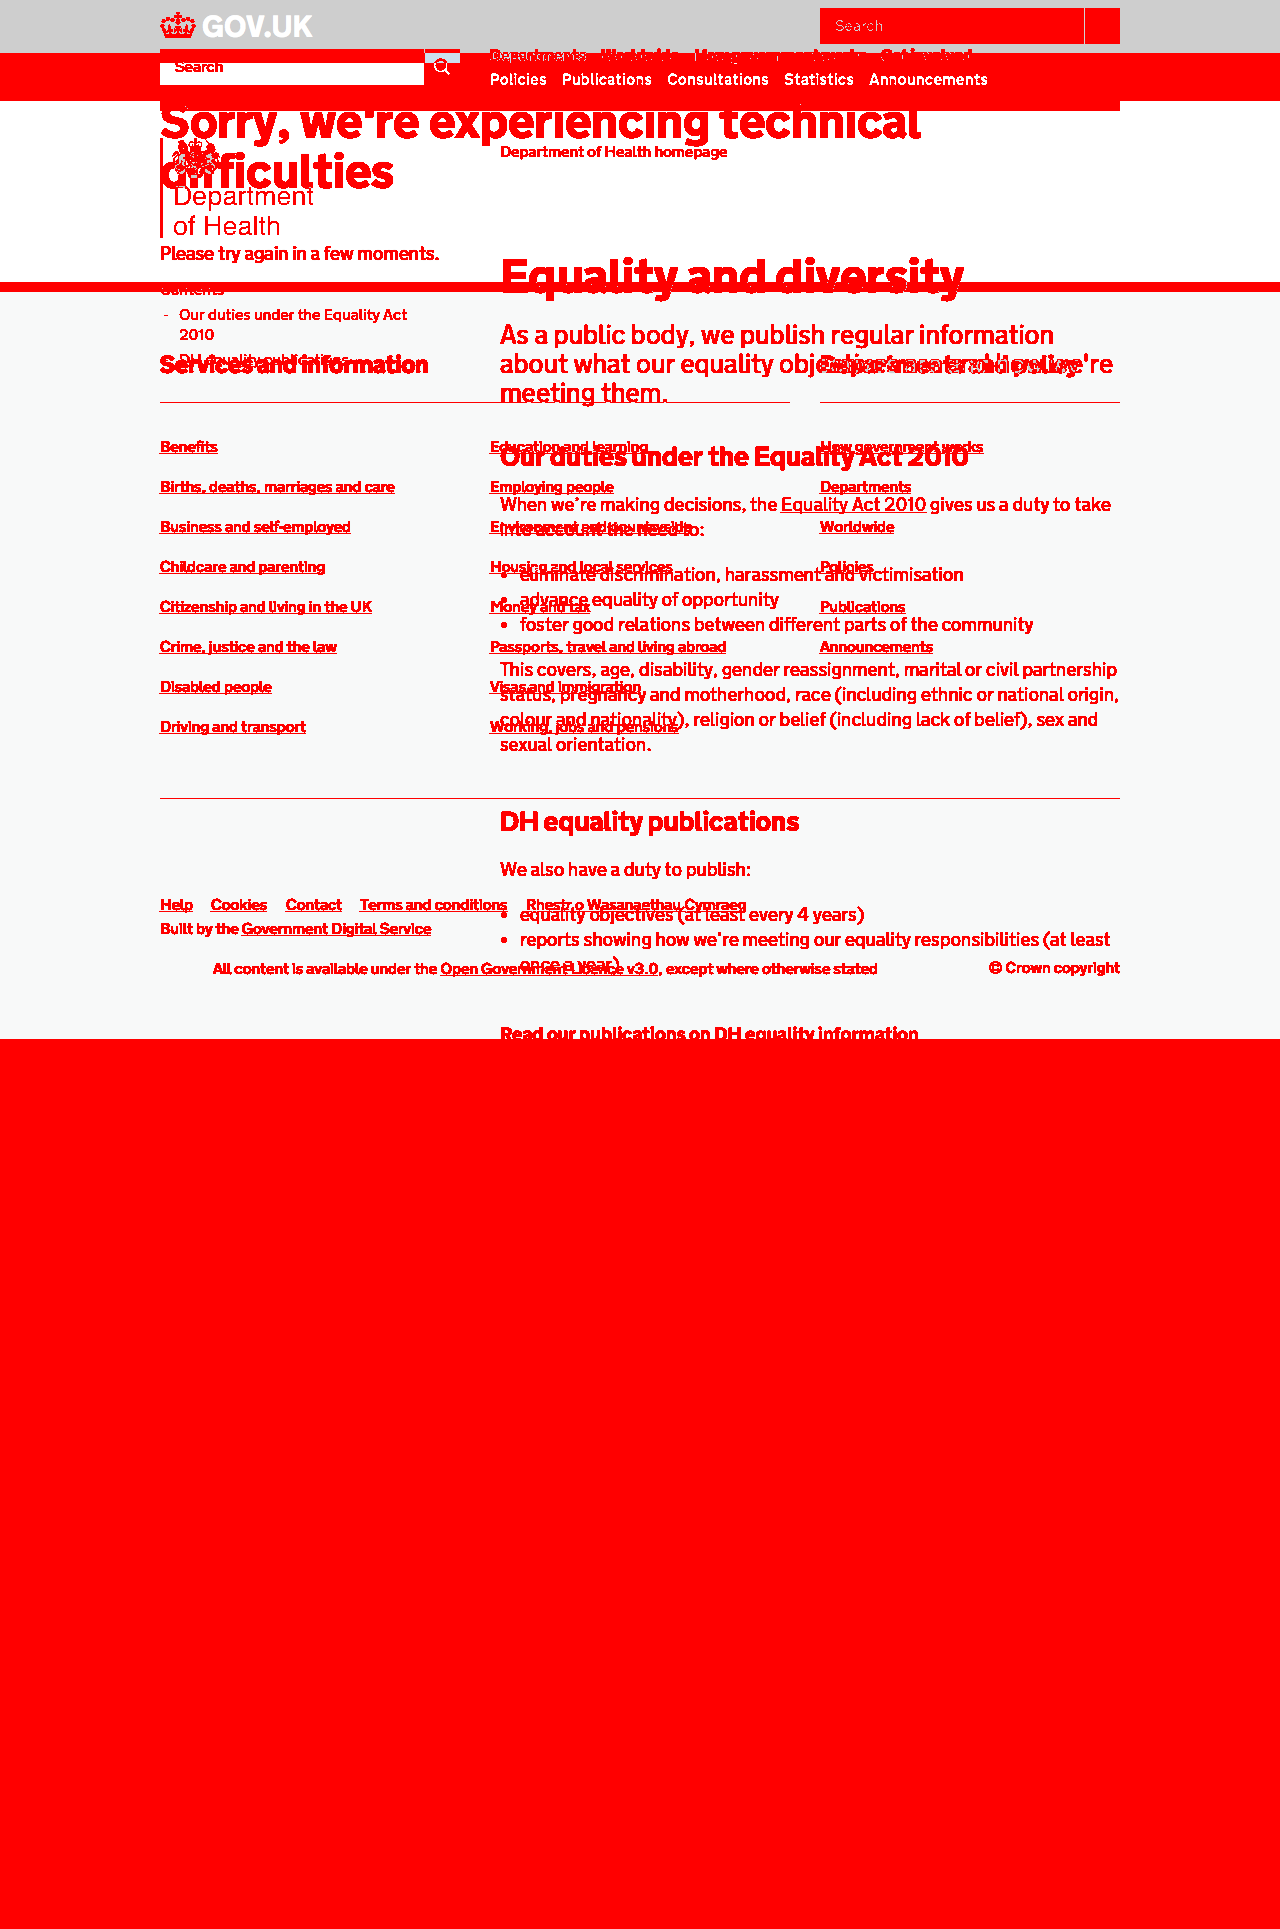 GOV.UK
Search
Search
Departments Worldwide How government works Get involved
Policies Publications Consultations Statistics Announcements
Sorry, we're experiencing technical
difficulties
Department of Health homepage
Department
of Health
Please try again in a few moments.
Equality and diversity
Contents
- Our duties under the Equality Act
2010
DH equality publications
As a public body, we publish regular information
about what our equality objectives are and how we're
meeting them.
Services and information
Departments and policy
Benefits
Births, deaths, marriages and care
Business and self-employed
Childcare and parenting
Citizenship and living in the UK
Crime, justice and the law
Disabled people
Driving and transport
Education and learning
Employing people
Environment and countryside
Housing and local services
Money and tax
Passports, travel and living abroad
Visas and immigration
Working, jobs and pensions
How government works
Departments
Worldwide
Policies
Publications
Announcements
Our duties under the Equality Act 2010
When we're making decisions, the Equality Act 2010 gives us a duty to take
into account the need to:
• eliminate discrimination, harassment and victimisation
• advance equality of opportunity
• foster good relations between different parts of the community
This covers, age, disability, gender reassignment, marital or civil partnership
status, pregnancy and motherhood, race (including ethnic or national origin,
colour and nationality), religion or belief (including lack of belief), sex and
sexual orientation.
DH equality publications
We also have a duty to publish:
• equality objectives (at least every 4 years)
• reports showing how we're meeting our equality responsibilities (at least
once a year)
Read our publications on DH equality information
Help Cookies Contact Terms and conditions Rhestr o Wasanaethau Cymraeg
Built by the Government Digital Service
All content is available under the Open Government Licence v3.0, except where otherwise stated
© Crown copyright